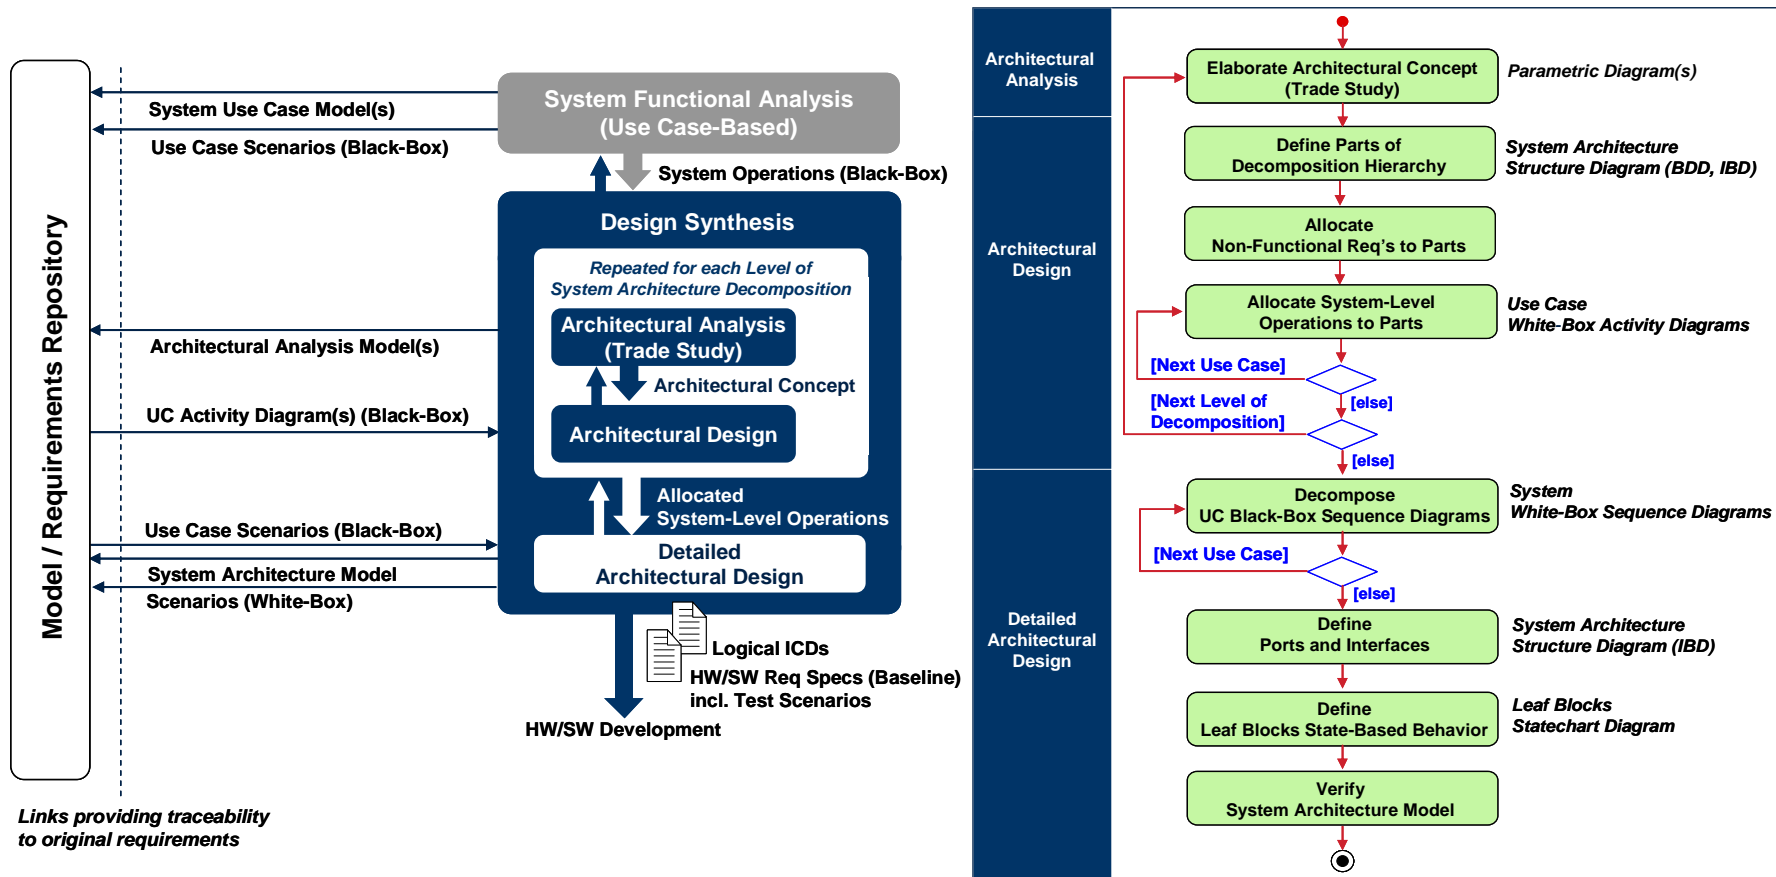 Model / Requirements Repository
System Use Case Model(s)
Use Case Scenarios (Black-Box)
Architectural Analysis Model(s)
UC Activity Diagram(s) (Black-Box)
Use Case Scenarios (Black-Box)
System Architecture Model
Scenarios (White-Box)
Links providing traceability
to original requirements
System Functional Analysis
(Use Case-Based)
System Operations (Black-Box)
Design Synthesis
Repeated for each Level of
System Architecture Decomposition
Architectural Analysis
(Trade Study)
Architectural Concept
Architectural Design
Allocated
System-Level Operations
Detailed
Architectural Design
Logical ICDs
HW/SW Req Specs (Baseline)
incl. Test Scenarios
HW/SW Development
Architectural
Analysis
Architectural
Design
Detailed
Architectural
Design
Elaborate Architectural Concept
(Trade Study)
Parametric Diagram(s)
Define Parts of
Decomposition Hierarchy
System Architecture
Structure Diagram (BDD, IBD)
Allocate
Non-Functional Req's to Parts
Allocate System-Level
Operations to Parts
Use Case
White-Box Activity Diagrams
[Next Use Case]
[else]
[Next Level of
Decomposition]
[else]
Decompose
UC Black-Box Sequence Diagrams
System
White-Box Sequence Diagrams
[Next Use Case]
[else]
Define
Ports and Interfaces
System Architecture
Structure Diagram (IBD)
Define
Leaf Blocks State-Based Behavior
Leaf Blocks
Statechart Diagram
Verify
System Architecture Model